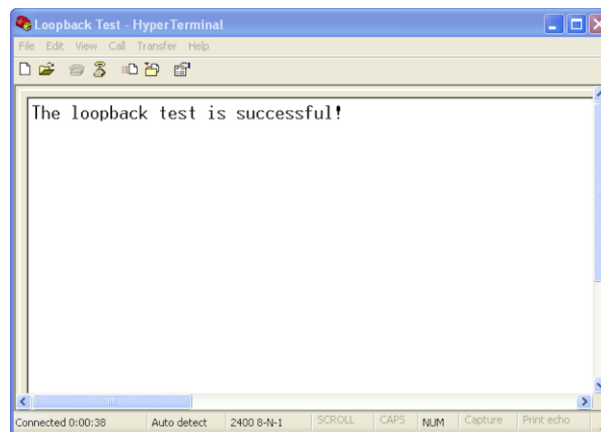 Loopback Test - HyperTerminal
File Edit View Call Transfer Help
The loopback test is successful!
Connected 0:00:38 Auto detect 2400 8-N-1 SCROLL CAPS NUM Capture Print echo